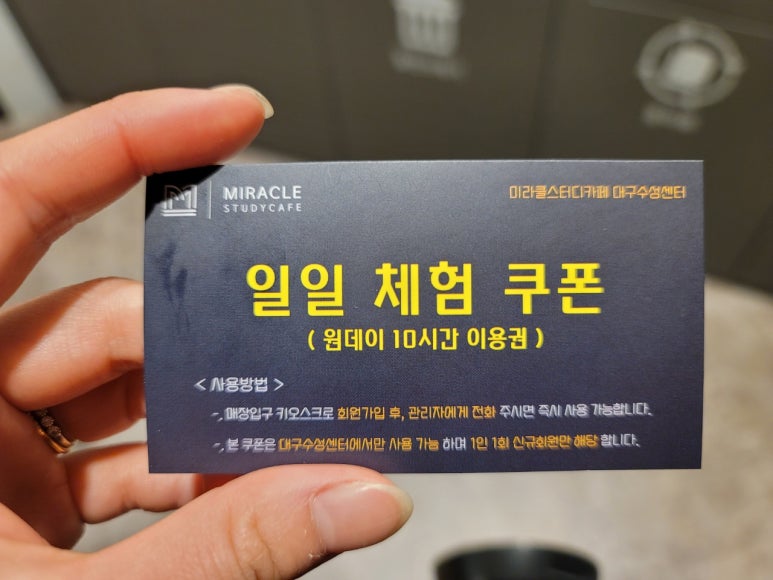 MIRACLE
STUDYCAFE
미라클스터디카페 대구수성센터
일일 체험 쿠폰
( 원데이 10시간 이용권 )
< 사용방법 >
-. 매장입구 키오스크로 회원가입 후, 관리자에게 전화 주시면 즉시 사용 가능합니다.
-. 본 쿠폰은 대구수성센터에서만 사용 가능 하며 1인 1회 신규회원만 해당 합니다.